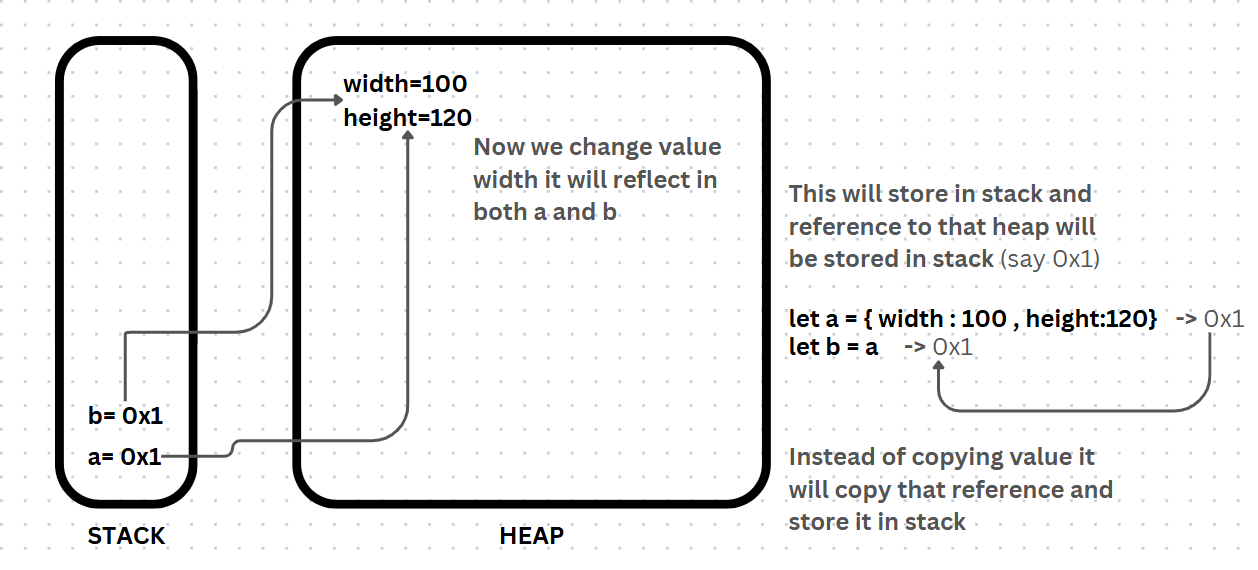 width=100
height=120
Now we change value
width it will reflect in
both a and b
b= 0x1
a= 0x1
STACK
HEAP
This will store in stack and
reference to that heap will
be stored in stack (say 0x1)
let a = { width : 100 , height:120} -> 0x1
let b = a -> 0x1
Instead of copying value it
will copy that reference and
store it in stack